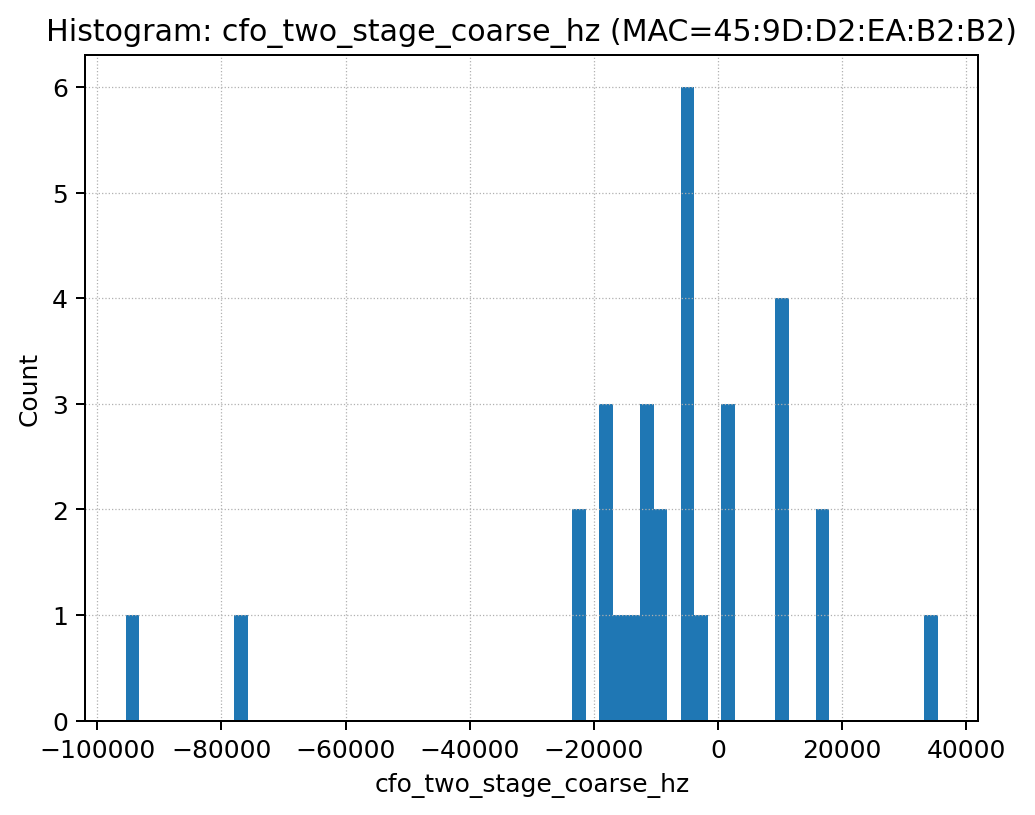 Histogram: cfo_two_stage_coarse_hz (MAC=45:9D:D2:EA:B2:B2)
6
5
4
3
2
1
0
Count
−100000 −80000 −60000 −40000 −20000 0 20000 40000
cfo_two_stage_coarse_hz